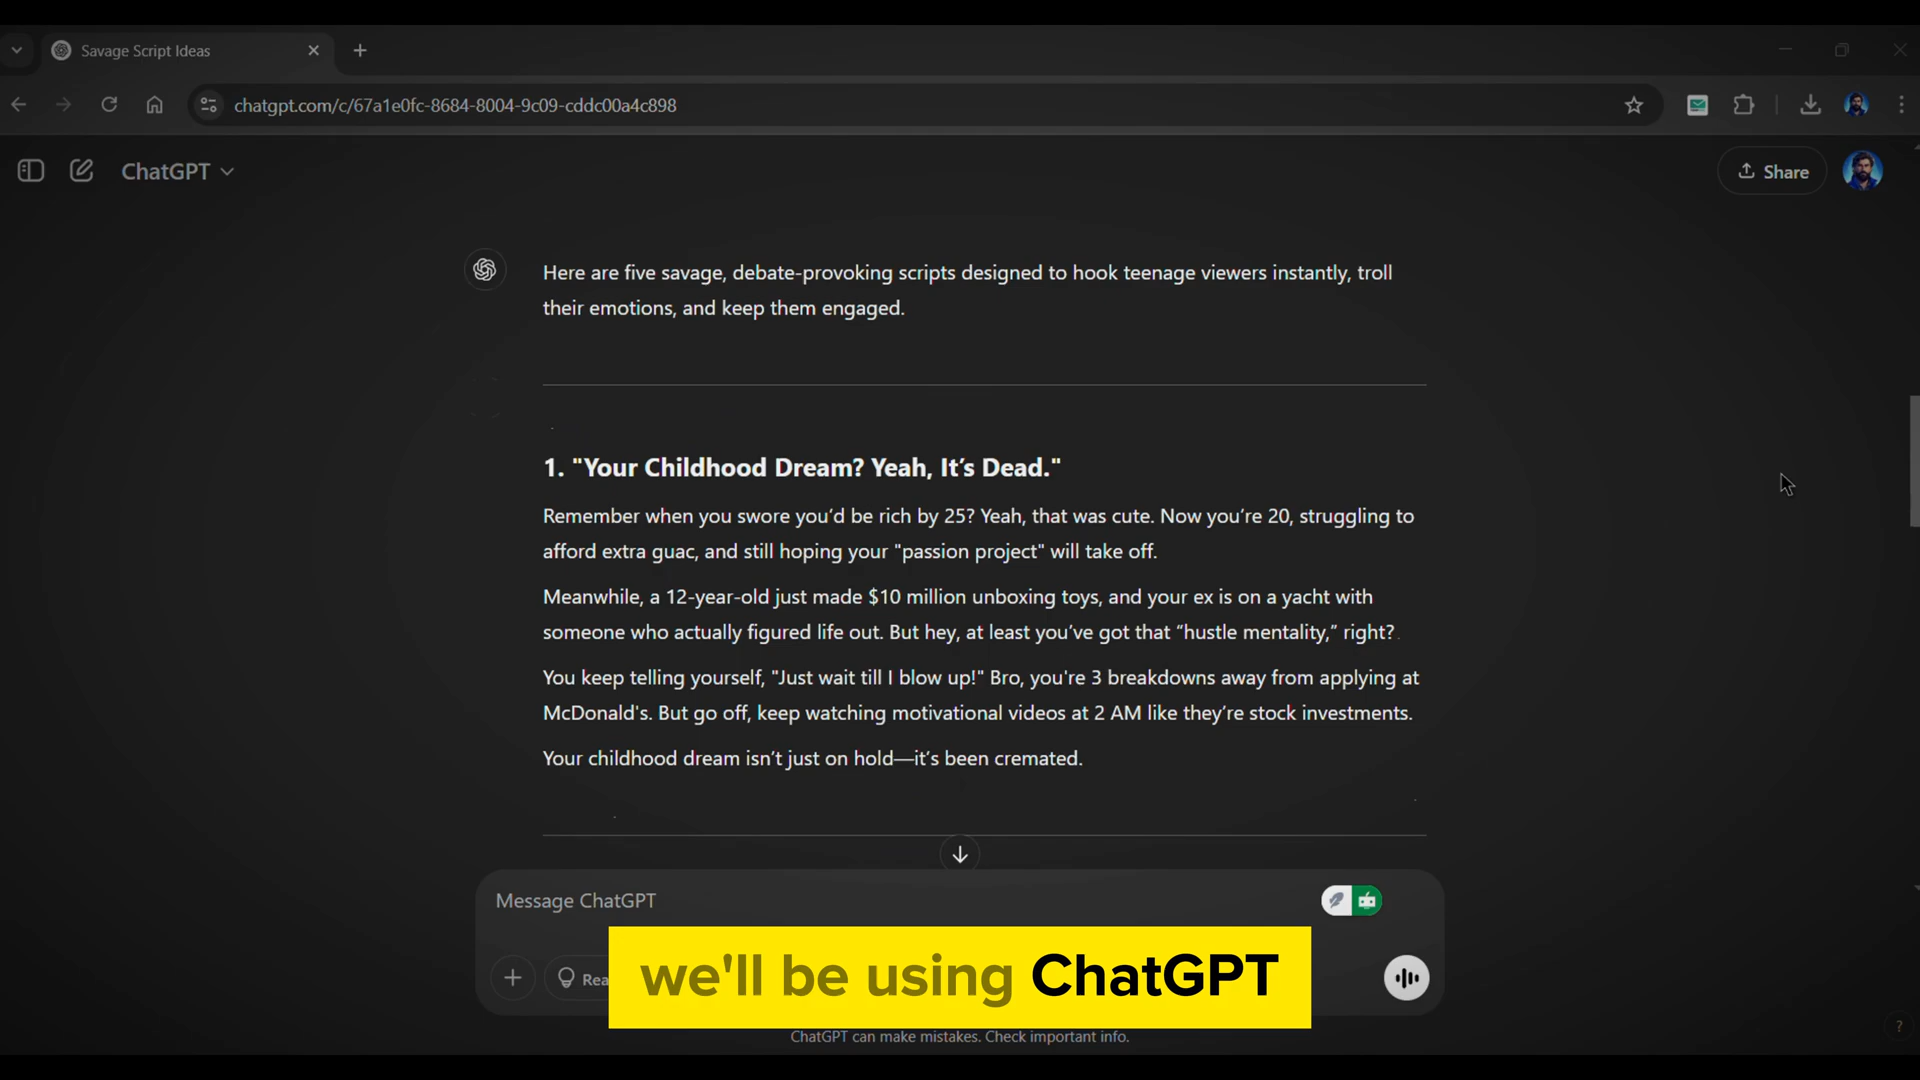 Savage Script Ideas
chatgpt.com/c/67a1e0fc-8684-8004-9c09-cddc00a4c898
ChatGPT
Share
Here are five savage, debate-provoking scripts designed to hook teenage viewers instantly, troll
their emotions, and keep them engaged.
1. "Your Childhood Dream? Yeah, It’s Dead."
Remember when you swore you’d be rich by 25? Yeah, that was cute. Now you’re 20, struggling to
afford extra guac, and still hoping your "passion project" will take off.
Meanwhile, a 12-year-old just made $10 million unboxing toys, and your ex is on a yacht with
someone who actually figured life out. But hey, at least you’ve got that “hustle mentality,” right?
You keep telling yourself, "Just wait till I blow up!" Bro, you're 3 breakdowns away from applying at
McDonald's. But go off, keep watching motivational videos at 2 AM like they’re stock investments.
Your childhood dream isn’t just on hold—it’s been cremated.
Message ChatGPT
Rea
we'll be using ChatGPT
ChatGPT can make mistakes. Check important info.
?